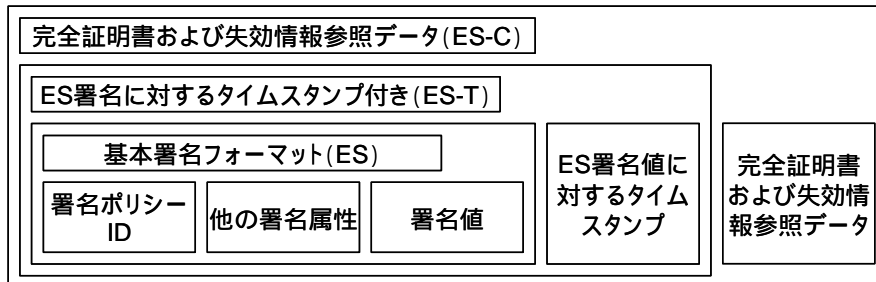 完全証明書および失効情報参照データ(ES-C)
ES署名に対するタイムスタンプ付き(ES-T)
基本署名フォーマット(ES)
署名ポリシー
ID
他の署名属性
署名値
ES署名値に
対するタイム
スタンプ
完全証明書
および失効情
報参照データ